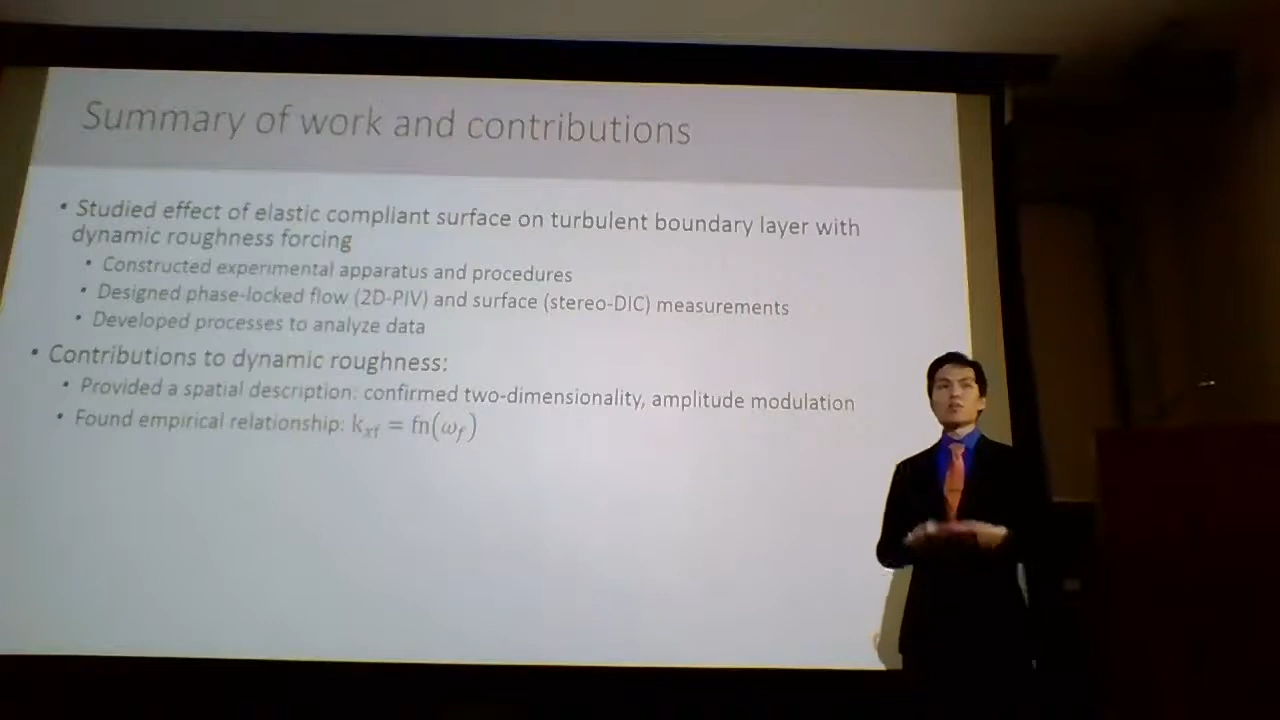 Summary of work and contributions
• Studied effect of elastic compliant surface on turbulent boundary layer with
dynamic roughness forcing
• Constructed experimental apparatus and procedures
• Designed phase-locked flow (2D-PIV) and surface (stereo-DIC) measurements
• Developed processes to analyze data
• Contributions to dynamic roughness:
• Provided a spatial description: confirmed two-dimensionality, amplitude modulation
• Found empirical relationship: k_xf = fn(ω_f)